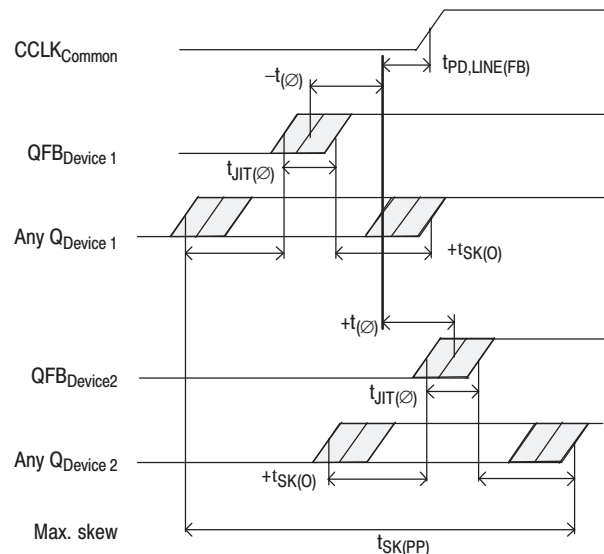 CCLKCommon
tPD,LINE(FB)
–t(∅)
QFBDevice 1
tJIT(∅)
Any QDevice 1
+tSK(O)
+t(∅)
QFBDevice2
tJIT(∅)
Any QDevice 2
+tSK(O)
Max. skew
tSK(PP)